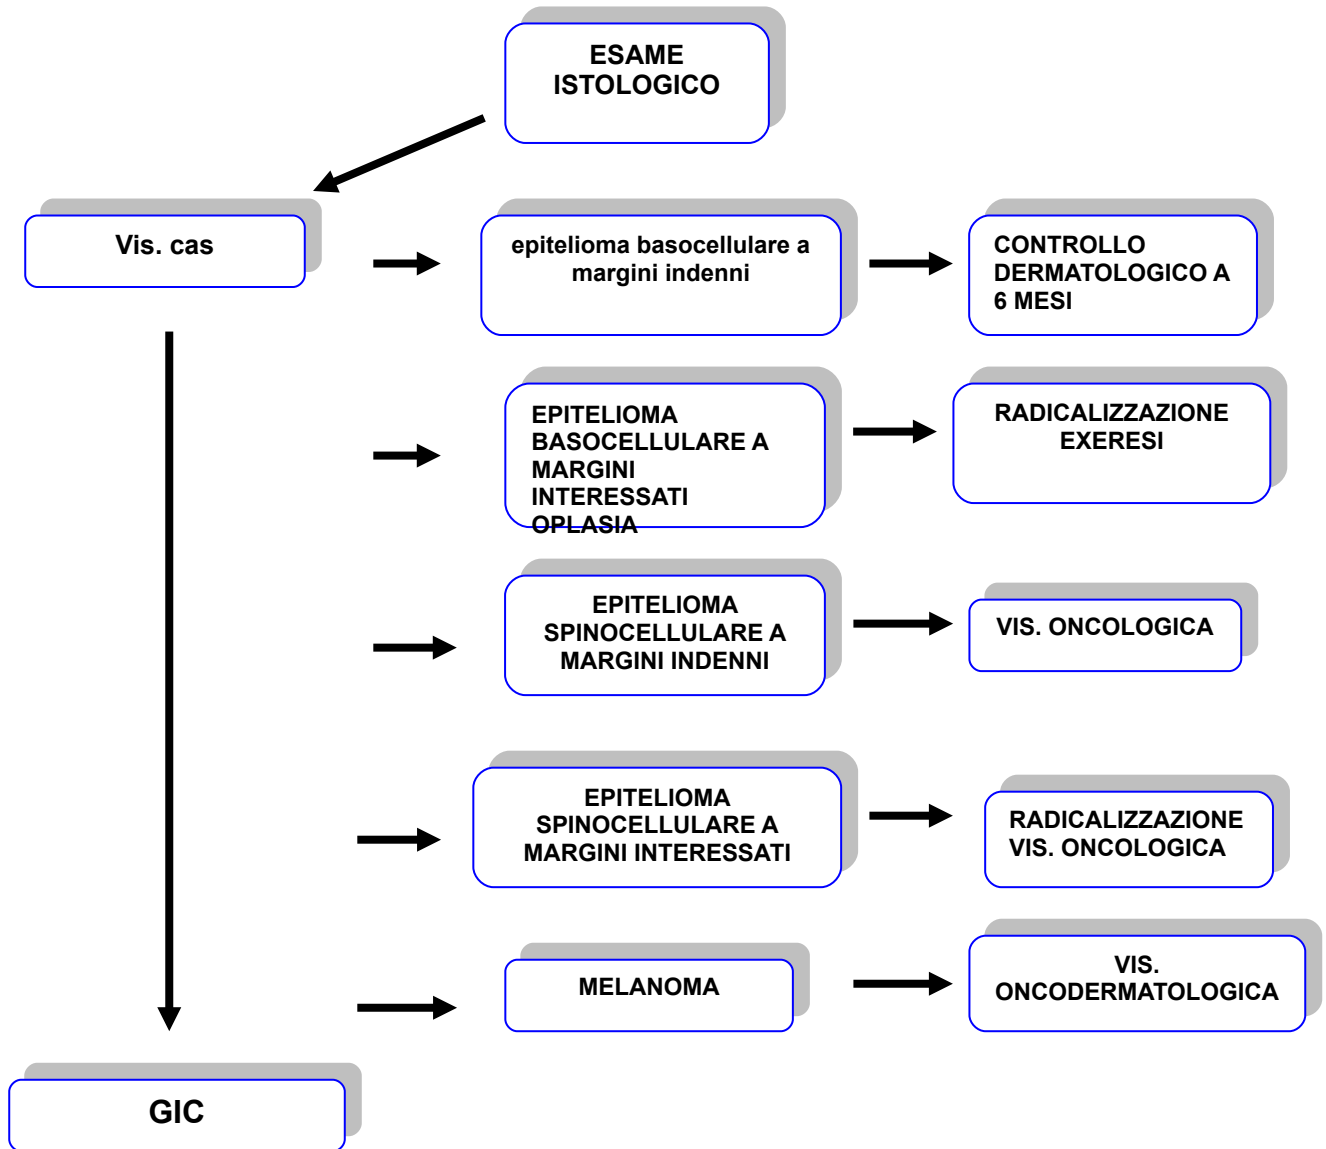 ESAME
ISTOLOGICO
Vis. cas
epitelioma basocellulare a
margini indenni
CONTROLLO
DERMATOLOGICO A
6 MESI
EPITELIOMA
BASOCELLULARE A
MARGINI
INTERESSATI
OPLASIA
RADICALIZZAZIONE
EXERESI
EPITELIOMA
SPINOCELLULARE A
MARGINI INDENNI
VIS. ONCOLOGICA
EPITELIOMA
SPINOCELLULARE A
MARGINI INTERESSATI
RADICALIZZAZIONE
VIS. ONCOLOGICA
MELANOMA
VIS.
ONCODERMATOLOGICA
GIC